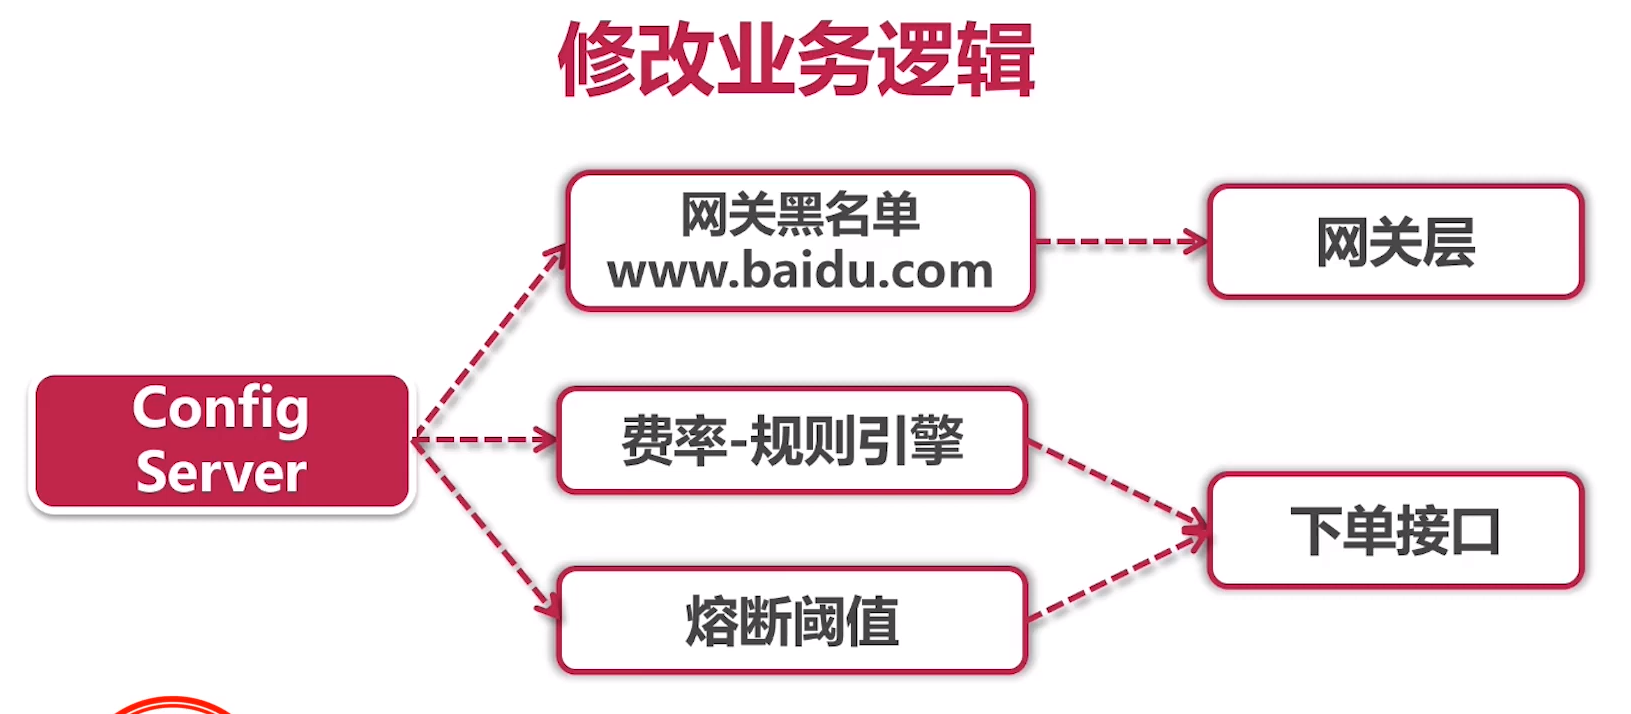 修改业务逻辑
网关黑名单
www.baidu.com
网关层
Config
Server
费率-规则引擎
下单接口
熔断阈值